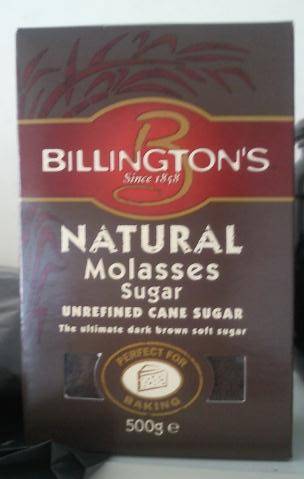 B
BILLINGTON'S
Since 1858
NATURAL
Molasses
Sugar
UNREFINED CANE SUGAR
The ultimate dark brown soft sugar
PERFECT FOR
BAKING
500g e